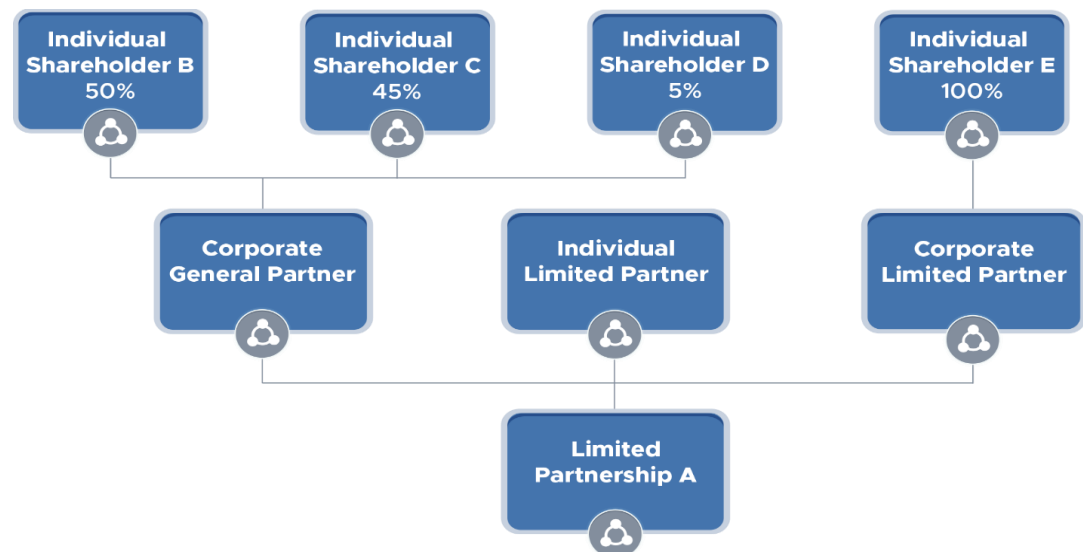 Individual
Shareholder B
50%
Individual
Shareholder C
45%
Individual
Shareholder D
5%
Individual
Shareholder E
100%
Corporate
General Partner
Individual
Limited Partner
Corporate
Limited Partner
Limited
Partnership A